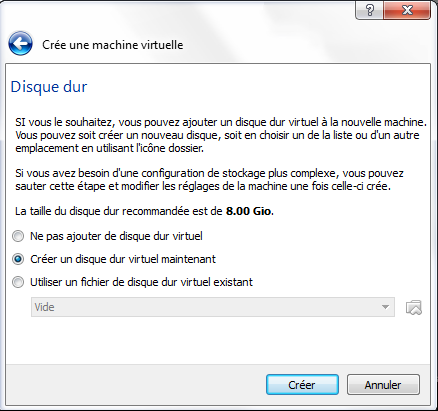 Crée une machine virtuelle
Disque dur
SI vous le souhaitez, vous pouvez ajouter un disque dur virtuel à la nouvelle machine.
Vous pouvez soit créer un nouveau disque, soit en choisir un de la liste ou d'un autre
emplacement en utilisant l'icône dossier.
Si vous avez besoin d'une configuration de stockage plus complexe, vous pouvez
sauter cette étape et modifier les réglages de la machine une fois celle-ci crée.
La taille du disque dur recommandée est de 8.00 Gio.
Ne pas ajouter de disque dur virtuel
Créer un disque dur virtuel maintenant
Utiliser un fichier de disque dur virtuel existant
Vide
Créer
Annuler